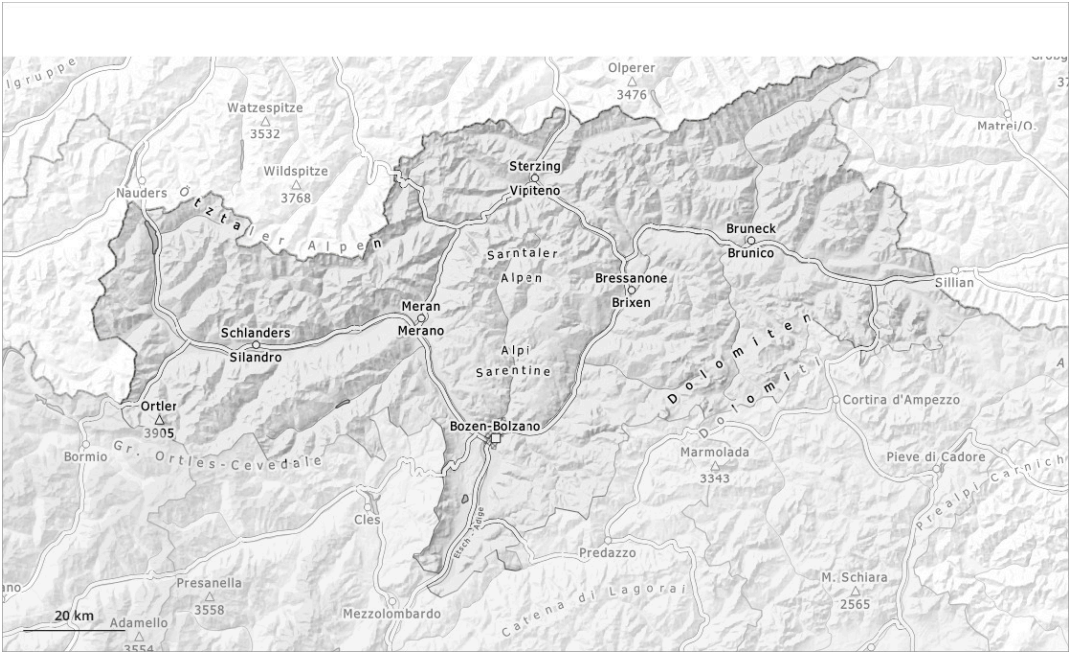 lgruppe
Olperer
3476
Watzespitze
3532
Matrei/O.
Sterzing
Vipiteno
Wildspitze
3768
Nauders
Ötztaler Alpen
Bruneck
Brunico
Sarntaler
Alpen
Bressanone
Brixen
Sillian
Meran
Merano
Schlanders
Silandro
Alpi
Sarentine
Dolomiten
Dolomiti
Ortler
3905
Cortina d'Ampezzo
Bozen-Bolzano
Gr. Ortles-Cevedale
Bormio
Marmolada
3343
Pieve di Cadore
Prealpi Carnich
Cles
Etsch - Adige
Predazzo
ano
Presanella
3558
M. Schiara
2565
Catena di Lagorai
Mezzolombardo
20 km
Adamello
3554